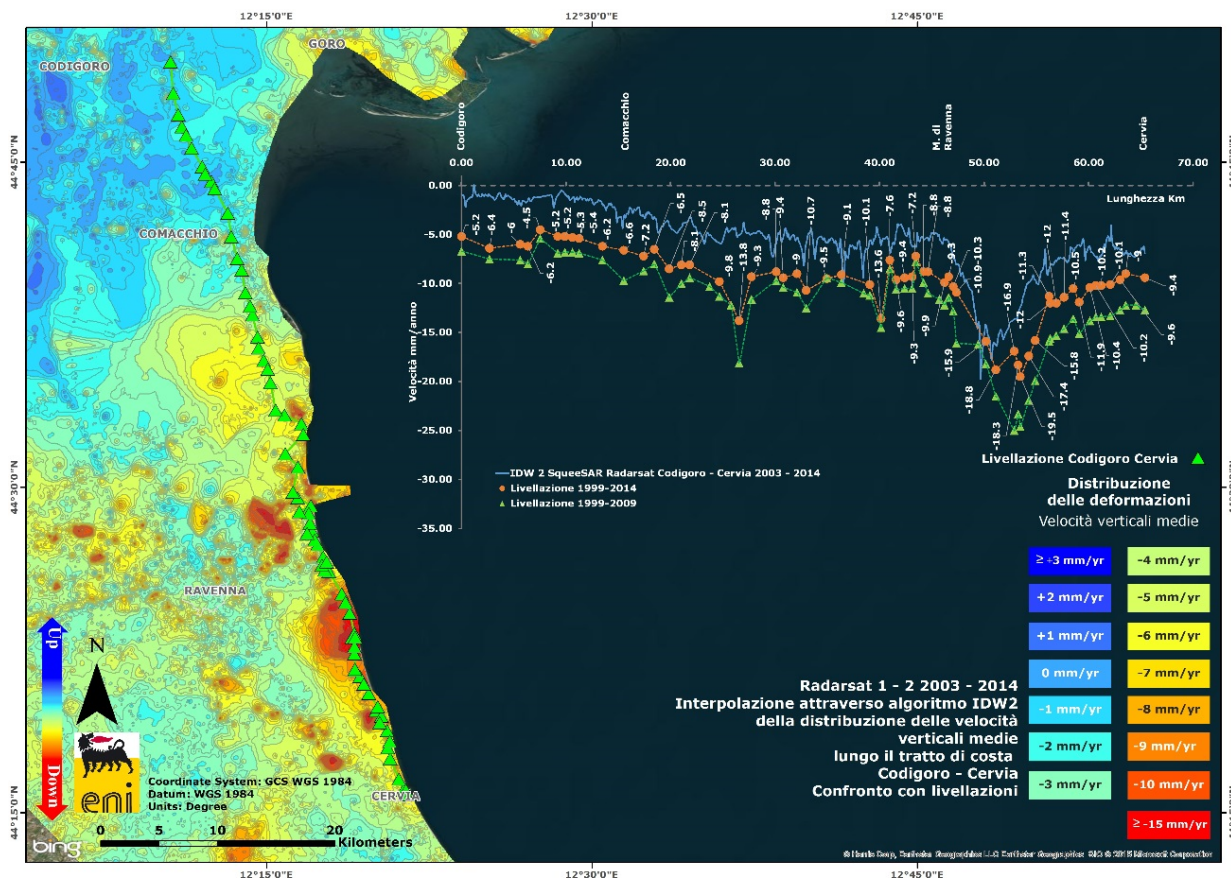 12°15'0"E
12°30'0"E
12°45'0"E
GORO
CODIGORO
COMACCHIO
RAVENNA
CERVIA
44°45'0"N
44°30'0"N
44°15'0"N
Codigoro
Comacchio
M. di
Ravenna
Cervia
0.00 10.00 20.00 30.00 40.00 50.00 60.00 70.00
Lunghezza Km
0.00
-5.00
-10.00
-15.00
-20.00
-25.00
-30.00
-35.00
Velocità mm/anno
-5.2 -6.4 -6 -4.5 -5.2 -5.2 -5.3 -5.4 -6.2 -6.6 -7.2 -6.5 -8.5 -8.1 -8.8 -9.4 -10.7 -9.1 -10.1 -7.6 -9.4 -7.2 -8.8 -8.8 -9.3 -10.3 -11.3 -12 -11.4 -10.5 -10.2 -10.1 -9 -9.4
-6.2 -8.1 -9.8 -13.8 -9.3 -9 -9.5 -13.6 -9.6 -9.3 -9.9 -10.9 -15.9 -18.8 -16.9 -18.3 -12 -19.5 -17.4 -15.8 -11.9 -10.4 -10.2 -9.6
IDW 2 SqueeSAR Radarsat Codigoro - Cervia 2003 - 2014
Livellazione 1999-2014
Livellazione 1999-2009
Livellazione Codigoro Cervia
Distribuzione
delle deformazioni
Velocità verticali medie
≥ +3 mm/yr -4 mm/yr
+2 mm/yr -5 mm/yr
+1 mm/yr -6 mm/yr
0 mm/yr -7 mm/yr
-1 mm/yr -8 mm/yr
-2 mm/yr -9 mm/yr
-3 mm/yr -10 mm/yr
≥ -15 mm/yr
Radarsat 1 - 2 2003 - 2014
Interpolazione attraverso algoritmo IDW2
della distribuzione delle velocità
verticali medie
lungo il tratto di costa
Codigoro - Cervia
Confronto con livellazioni
Up
Down
N
eni
Coordinate System: GCS WGS 1984
Datum: WGS 1984
Units: Degree
0 5 10 20
Kilometers
bing
12°15'0"E
12°30'0"E
12°45'0"E